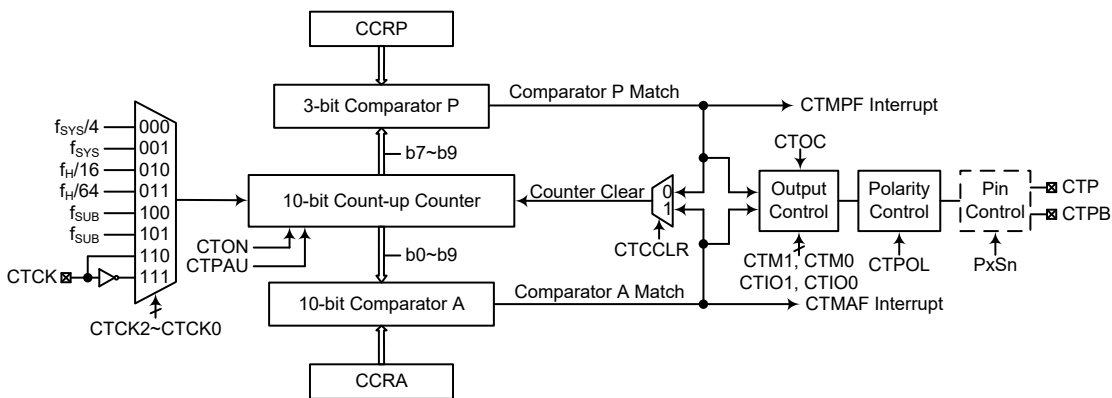 CCRP
3-bit Comparator P
Comparator P Match
CTMPF Interrupt
fSYS/4
000
fSYS
001
fH/16
010
fH/64
011
fSUB
100
fSUB
101
110
CTCK
111
CTCK2~CTCK0
b7~b9
10-bit Count-up Counter
Counter Clear
0
1
CTCCLR
CTON
CTPAU
b0~b9
CTOC
Output
Control
CTM1, CTM0
CTIO1, CTIO0
Polarity
Control
CTPOL
Pin
Control
PxSn
CTP
CTPB
10-bit Comparator A
Comparator A Match
CTMAF Interrupt
CCRA